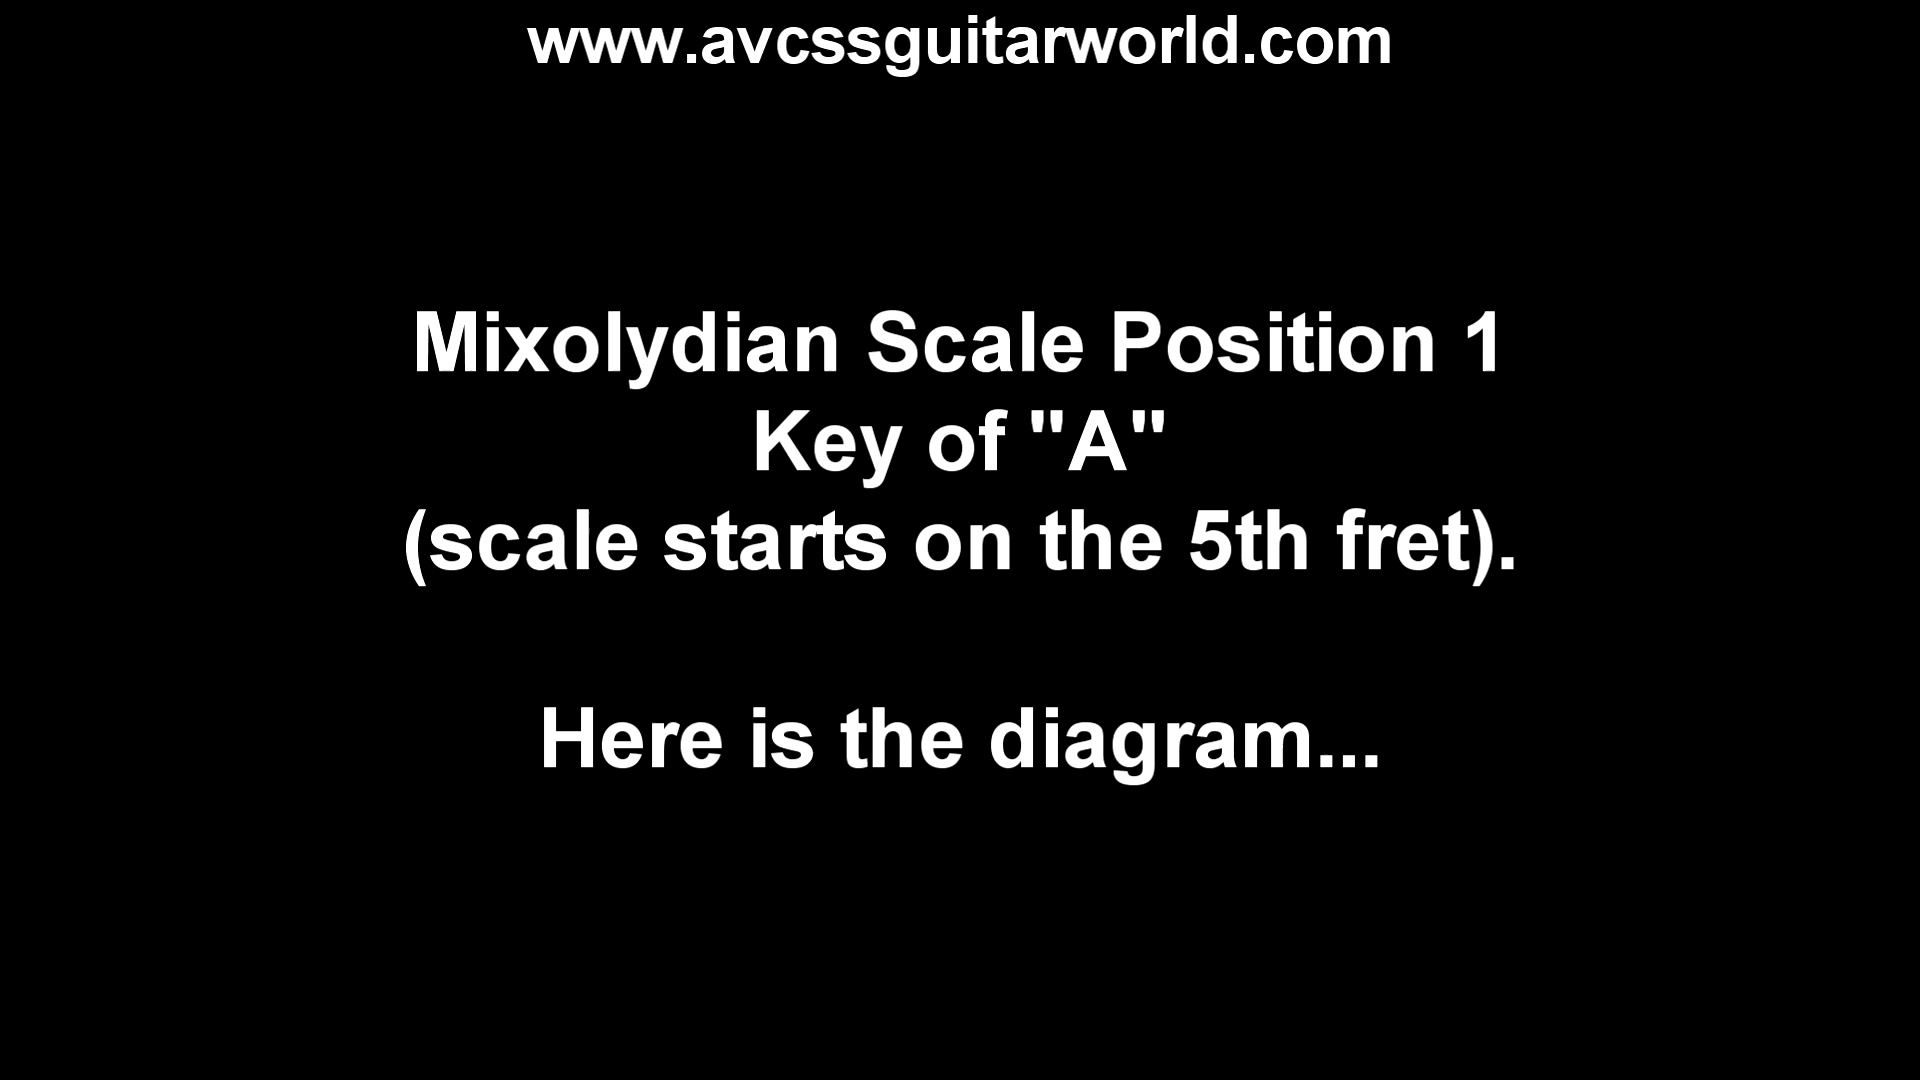 www.avcssguitarworld.com
Mixolydian Scale Position 1
Key of "A"
(scale starts on the 5th fret).
Here is the diagram...